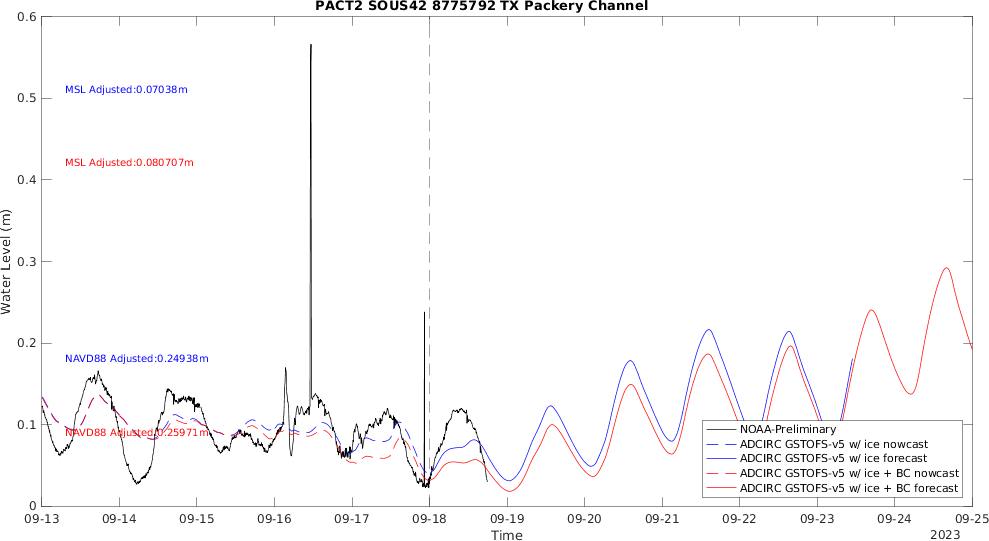 PACT2 SOUS42 8775792 TX Packery Channel
0.6
0.5
0.4
0.3
0.2
0.1
0
Water Level (m)
MSL Adjusted:0.07038m
MSL Adjusted:0.080707m
NAVD88 Adjusted:0.24938m
NAVD88 Adjusted:0.25971m
NOAA-Preliminary
ADCIRC GSTOFS-v5 w/ ice nowcast
ADCIRC GSTOFS-v5 w/ ice forecast
ADCIRC GSTOFS-v5 w/ ice + BC nowcast
ADCIRC GSTOFS-v5 w/ ice + BC forecast
09-13 09-14 09-15 09-16 09-17 09-18 09-19 09-20 09-21 09-22 09-23 09-24 09-25
Time
2023